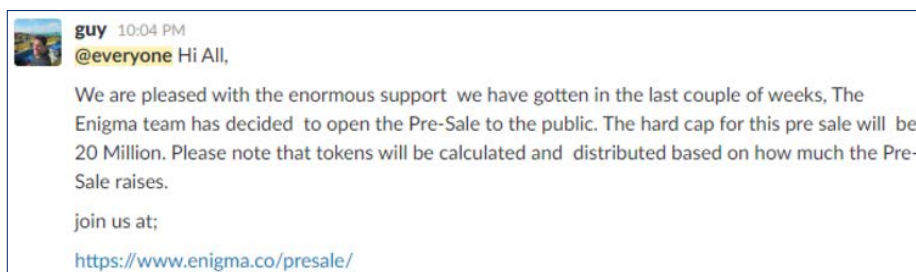 guy 10:04 PM
@everyone Hi All,
We are pleased with the enormous support we have gotten in the last couple of weeks, The
Enigma team has decided to open the Pre-Sale to the public. The hard cap for this pre sale will be
20 Million. Please note that tokens will be calculated and distributed based on how much the Pre-
Sale raises.
join us at;
https://www.enigma.co/presale/